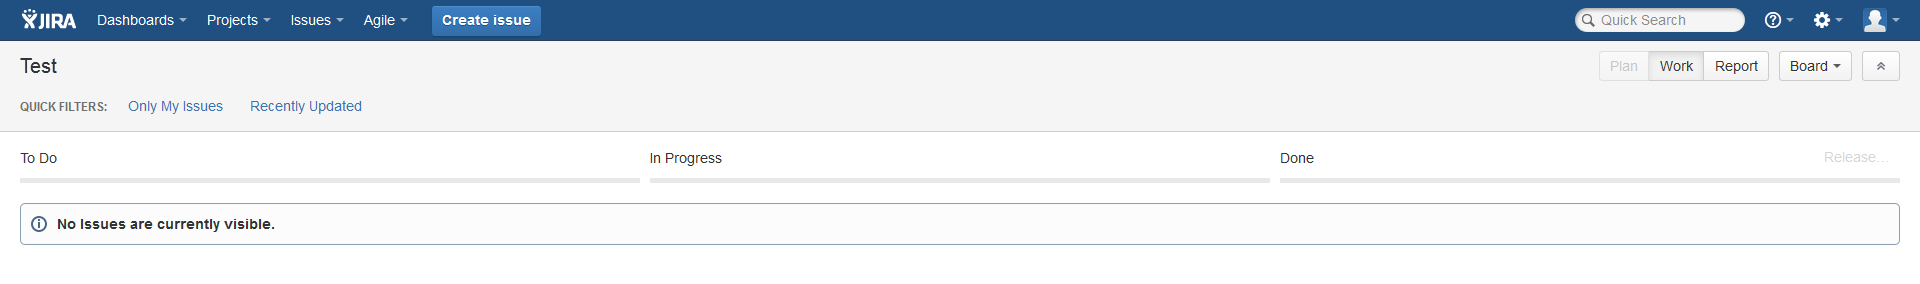 JIRA Dashboards Projects Issues Agile Create issue Quick Search
Test Plan Work Report Board
QUICK FILTERS: Only My Issues Recently Updated
To Do In Progress Done Release...
No Issues are currently visible.